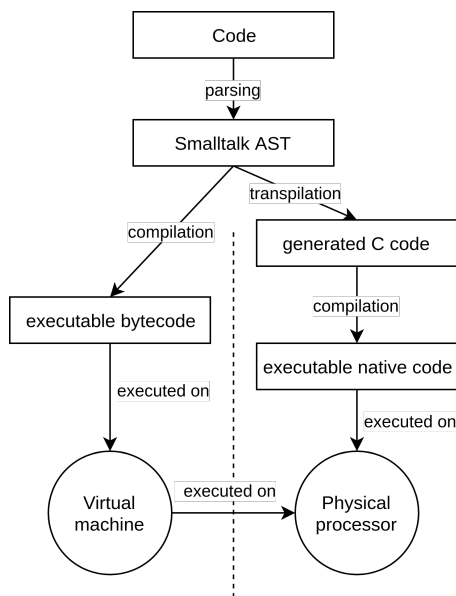 Code
parsing
Smalltalk AST
transpilation
compilation
generated C code
compilation
executable bytecode
executable native code
executed on
executed on
executed on
Virtual
machine
Physical
processor